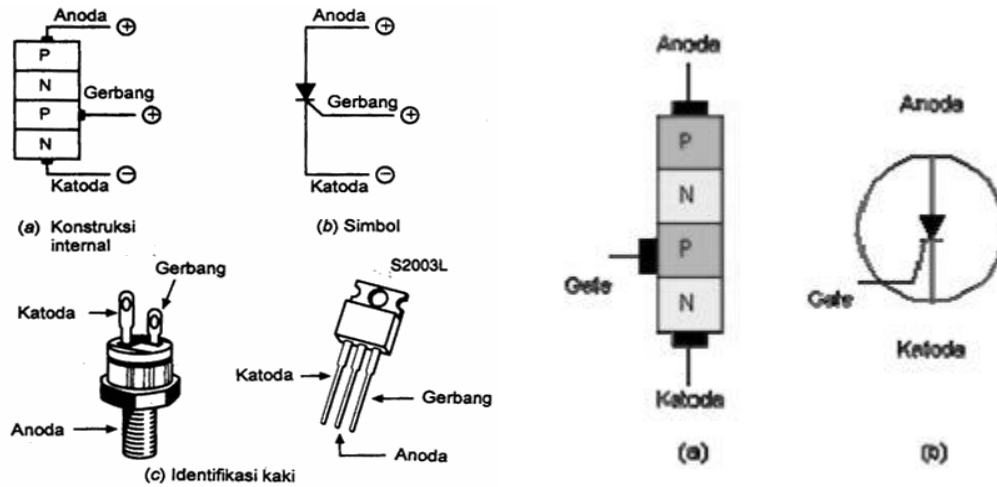 Anoda
⊕
P
N
P
N
Gerbang
⊕
Katoda
⊖
(a) Konstruksi
internal
Anoda
⊕
Gerbang
⊕
Katoda
⊖
(b) Simbol
Gerbang
Katoda
Anoda
S2003L
Katoda
Gerbang
Anoda
(c) Identifikasi kaki
Anoda
P
N
P
N
Gate
Katoda
(a)
Anoda
Gate
Katoda
(b)